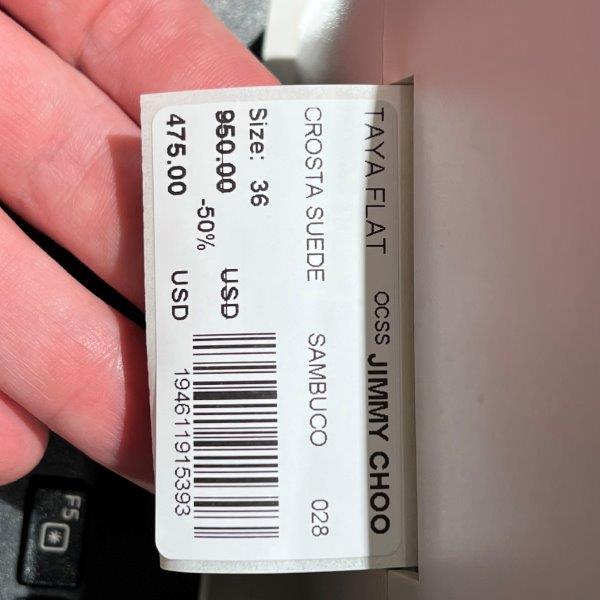 TAYA FLAT OCSS JIMMY CHOO
CROSTA SUEDE SAMBUCO 028
Size: 36
950.00 USD
-50%
475.00 USD
194611915393
F5